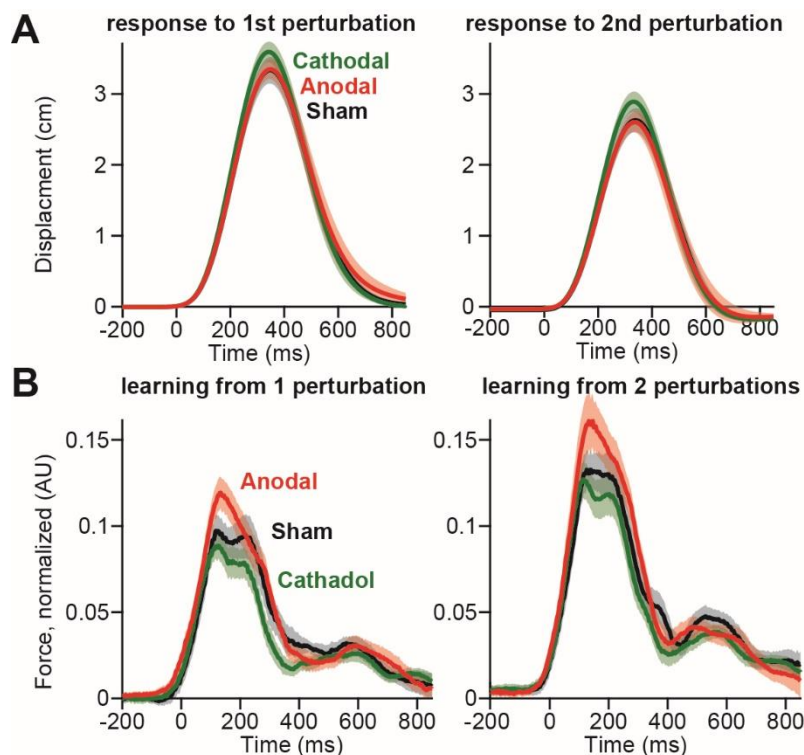 A
response to 1st perturbation
response to 2nd perturbation
Cathodal
Anodal
Sham
Displacment (cm)
3
2
1
0
-200 0 200 400 600 800
Time (ms)
3
2
1
0
-200 0 200 400 600 800
Time (ms)
B
learning from 1 perturbation
learning from 2 perturbations
Anodal
Sham
Cathadol
Force, normalized (AU)
0.15
0.1
0.05
0
-200 0 200 400 600 800
Time (ms)
0.15
0.1
0.05
0
-200 0 200 400 600 800
Time (ms)